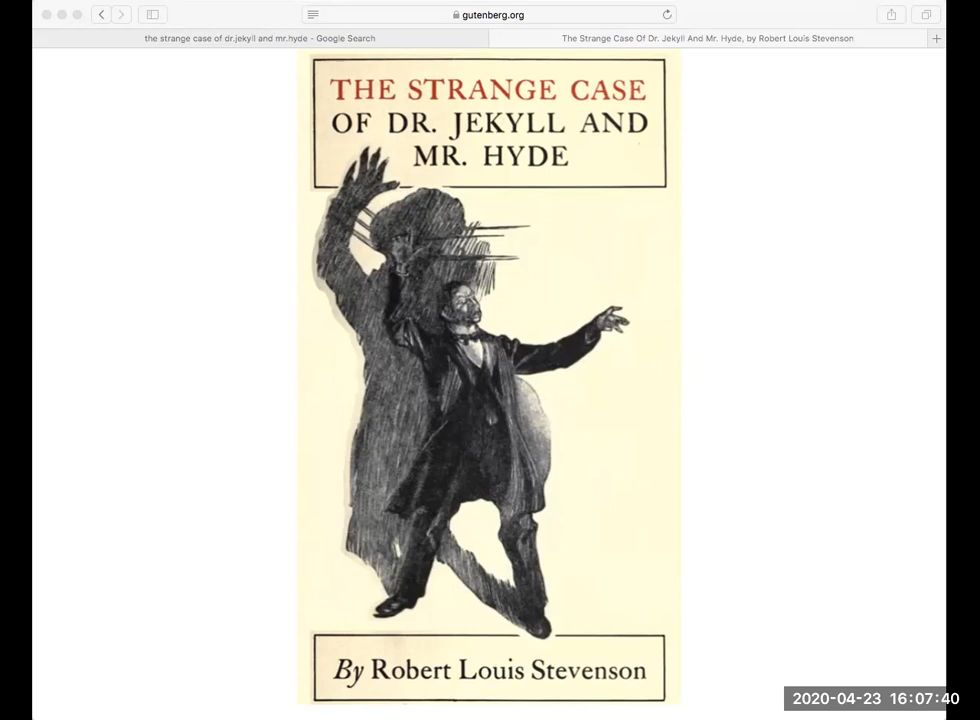 gutenberg.org
the strange case of dr.jekyll and mr.hyde - Google Search
The Strange Case Of Dr. Jekyll And Mr. Hyde, by Robert Louis Stevenson
THE STRANGE CASE
OF DR. JEKYLL AND
MR. HYDE
By Robert Louis Stevenson
2020-04-23 16:07:40